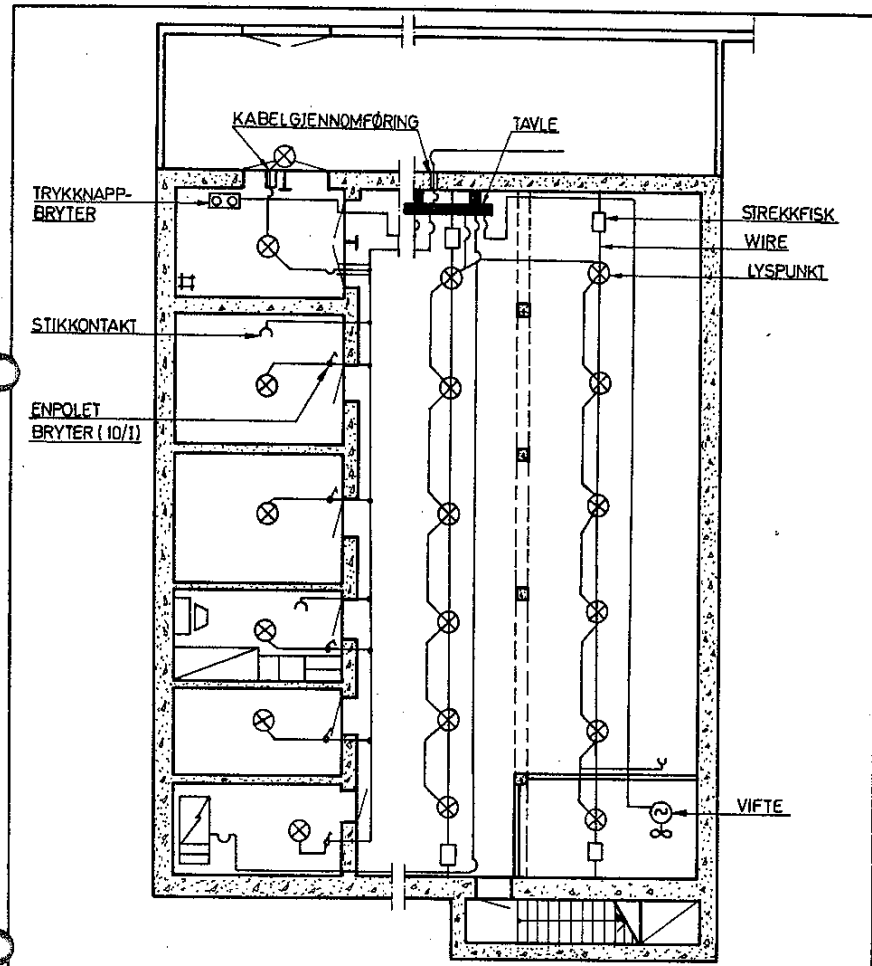 KABELGJENNOMFØRING
TAVLE
TRYKKNAPP-
BRYTER
STREKKFISK
WIRE
LYSPUNKT
STIKKONTAKT
ENPOLET
BRYTER (10/1)
VIFTE